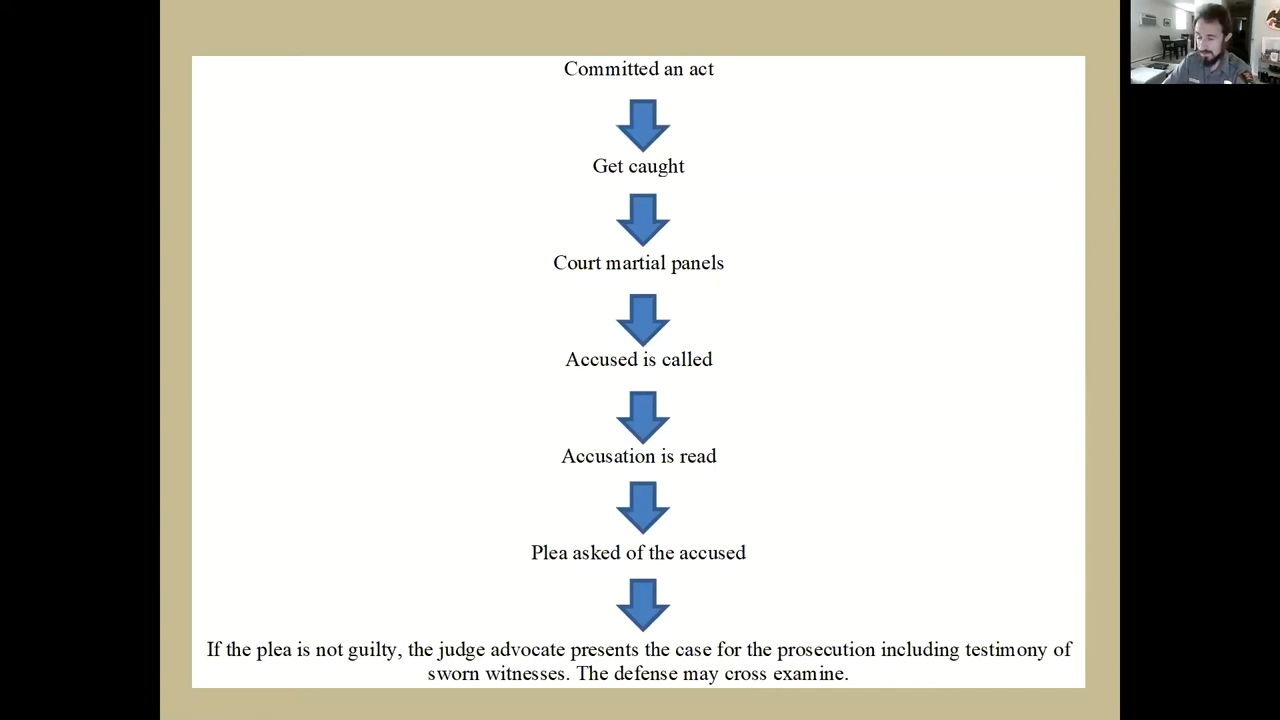 Committed an act
Get caught
Court martial panels
Accused is called
Accusation is read
Plea asked of the accused
If the plea is not guilty, the judge advocate presents the case for the prosecution including testimony of
sworn witnesses. The defense may cross examine.